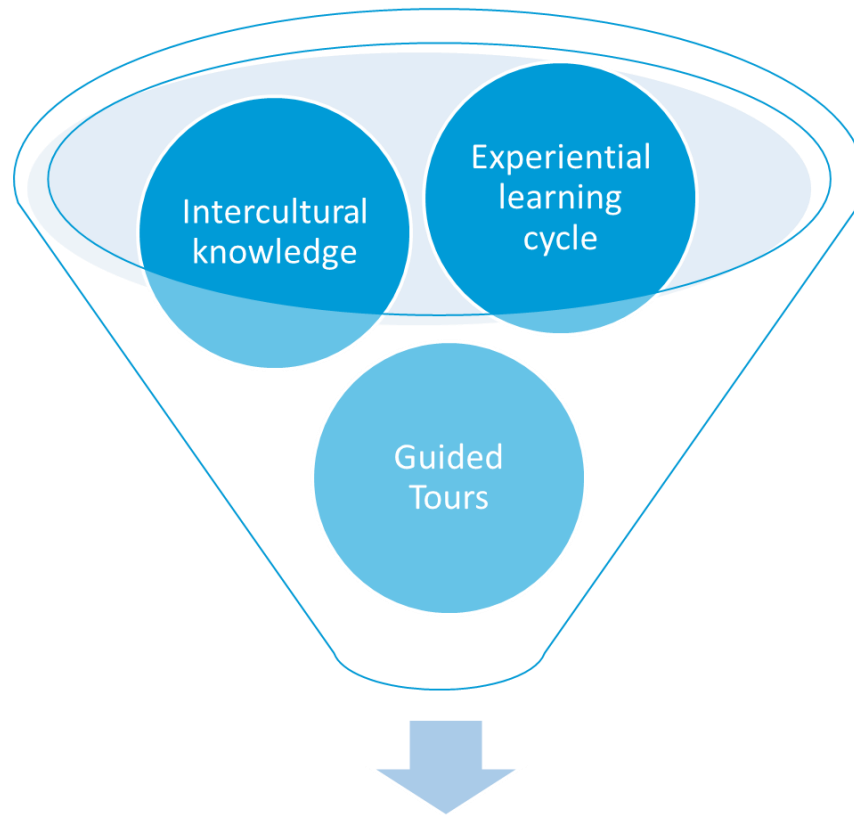 Experiential
learning
cycle
Intercultural
knowledge
Guided
Tours